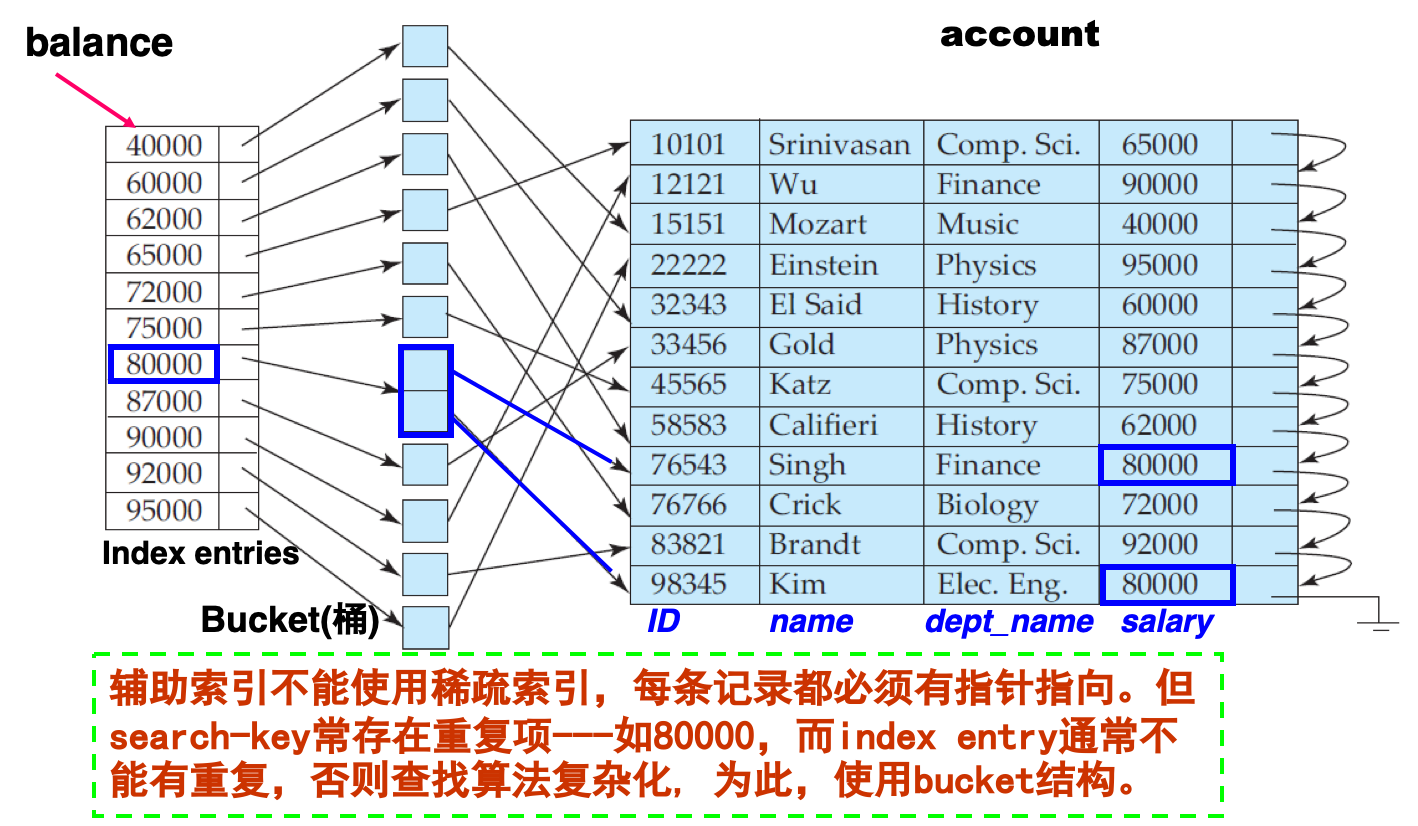 balance
account
40000
60000
62000
65000
72000
75000
80000
87000
90000
92000
95000
Index entries
Bucket(桶)
10101 Srinivasan Comp. Sci. 65000
12121 Wu Finance 90000
15151 Mozart Music 40000
22222 Einstein Physics 95000
32343 El Said History 60000
33456 Gold Physics 87000
45565 Katz Comp. Sci. 75000
58583 Califieri History 62000
76543 Singh Finance 80000
76766 Crick Biology 72000
83821 Brandt Comp. Sci. 92000
98345 Kim Elec. Eng. 80000
ID name dept_name salary
辅助索引不能使用稀疏索引，每条记录都必须有指针指向。但
search-key常存在重复项---如80000，而index entry通常不
能有重复，否则查找算法复杂化, 为此，使用bucket结构。